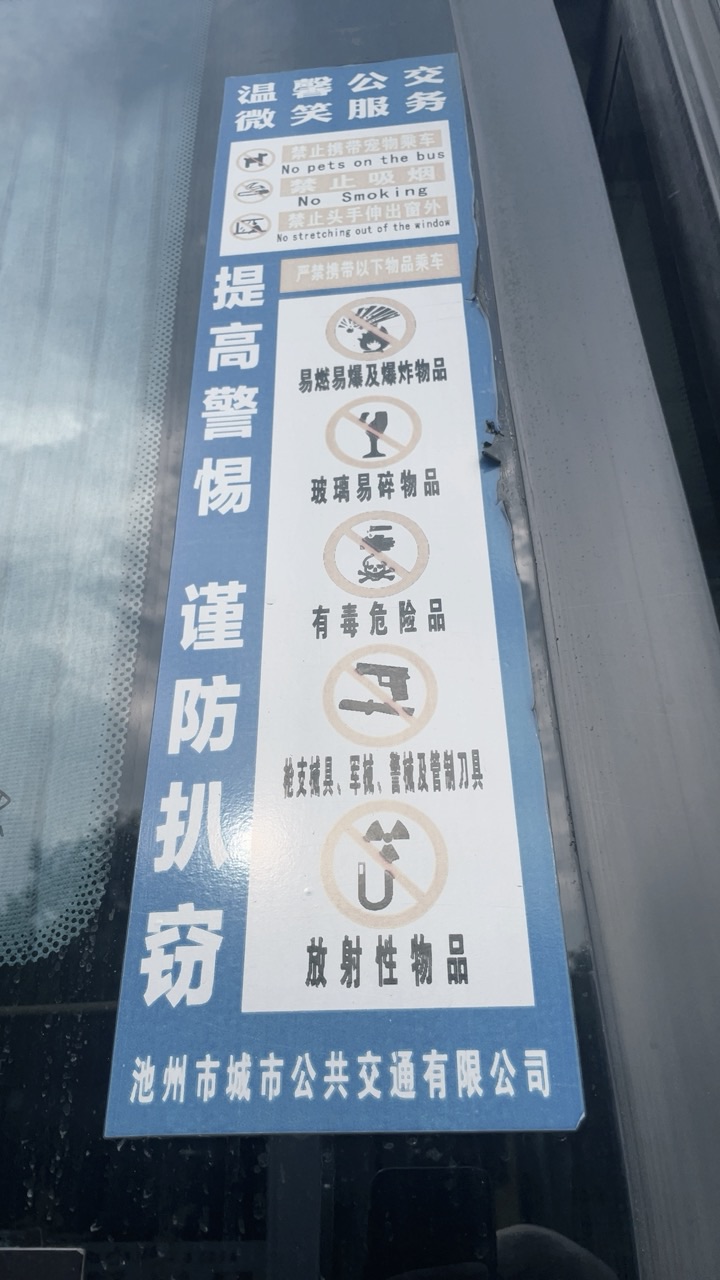 温馨公交
微笑服务
禁止携带宠物乘车
No pets on the bus
禁止吸烟
No Smoking
禁止头手伸出窗外
No stretching out of the window
提高警惕 谨防扒窃
严禁携带以下物品乘车
易燃易爆及爆炸物品
玻璃易碎物品
有毒危险品
枪支械具、军械、警械及管制刀具
放射性物品
池州市城市公共交通有限公司